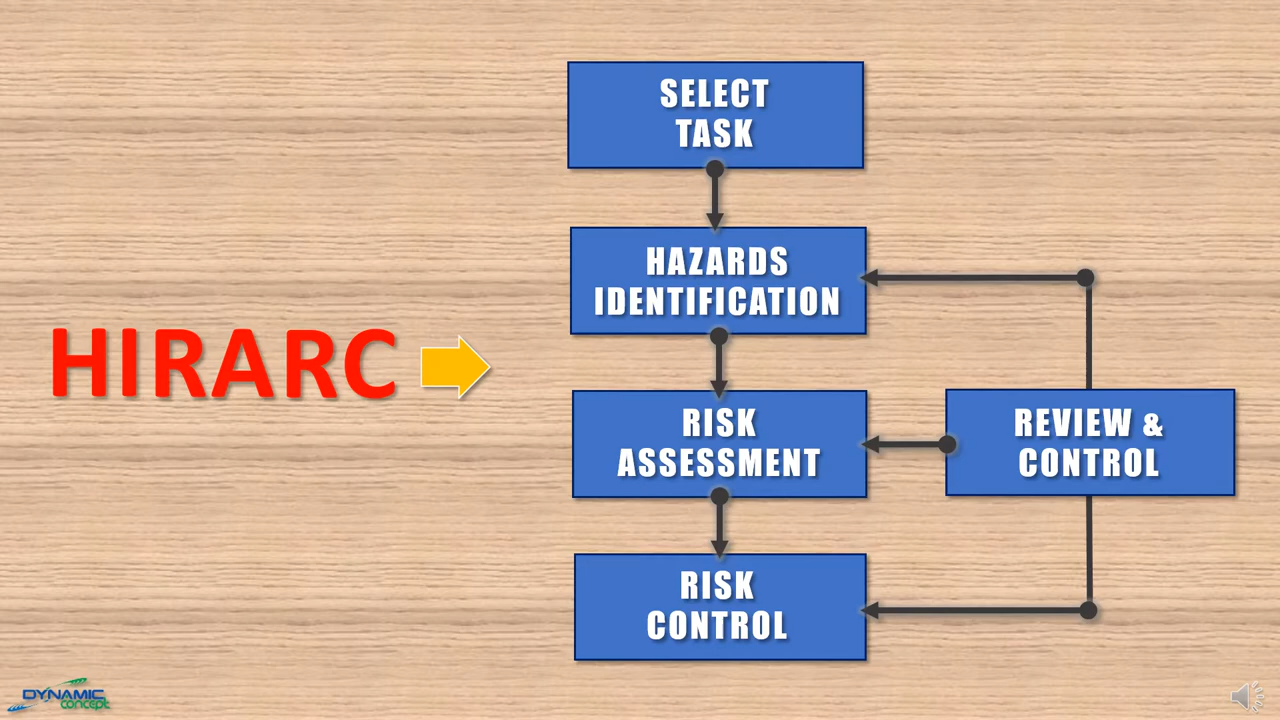 SELECT
TASK
HAZARDS
IDENTIFICATION
HIRARC
RISK
ASSESSMENT
REVIEW &
CONTROL
RISK
CONTROL
DYNAMIC
concept